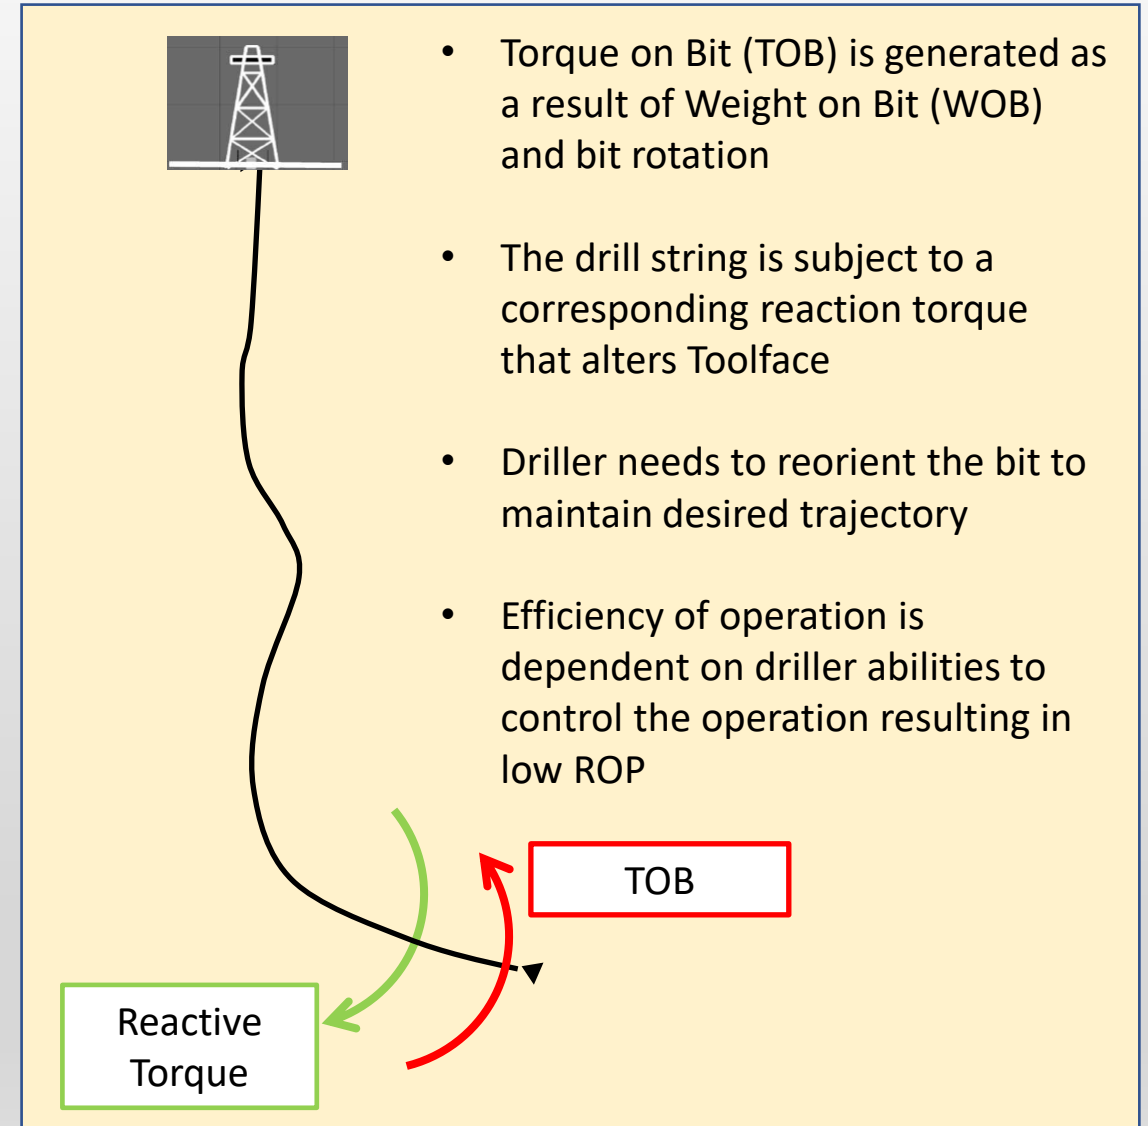 • Torque on Bit (TOB) is generated as
a result of Weight on Bit (WOB)
and bit rotation
• The drill string is subject to a
corresponding reaction torque
that alters Toolface
• Driller needs to reorient the bit to
maintain desired trajectory
• Efficiency of operation is
dependent on driller abilities to
control the operation resulting in
low ROP
TOB
Reactive
Torque